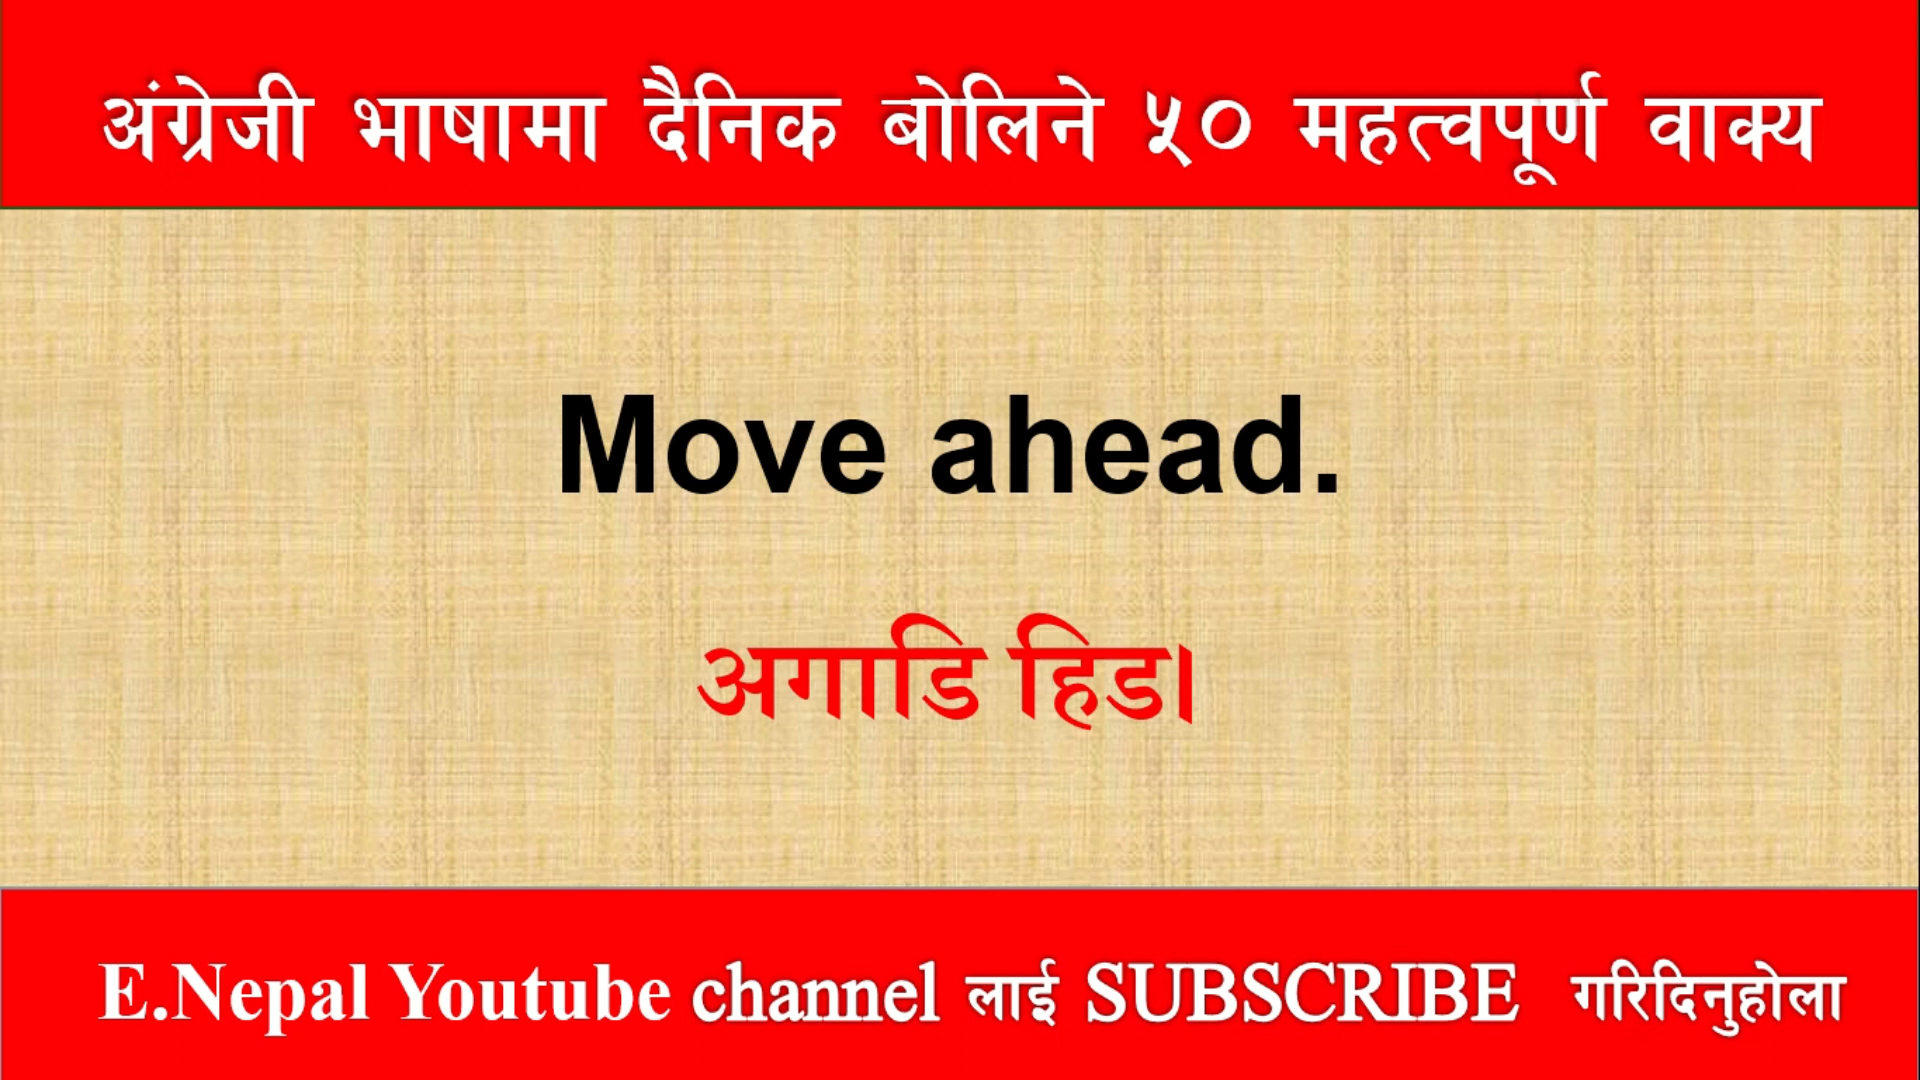 अंग्रेजी भाषामा दैनिक बोलिने ५० महत्वपूर्ण वाक्य
Move ahead.
अगाडि हिड।
E.Nepal Youtube channel लाई SUBSCRIBE गरिदिनुहोला